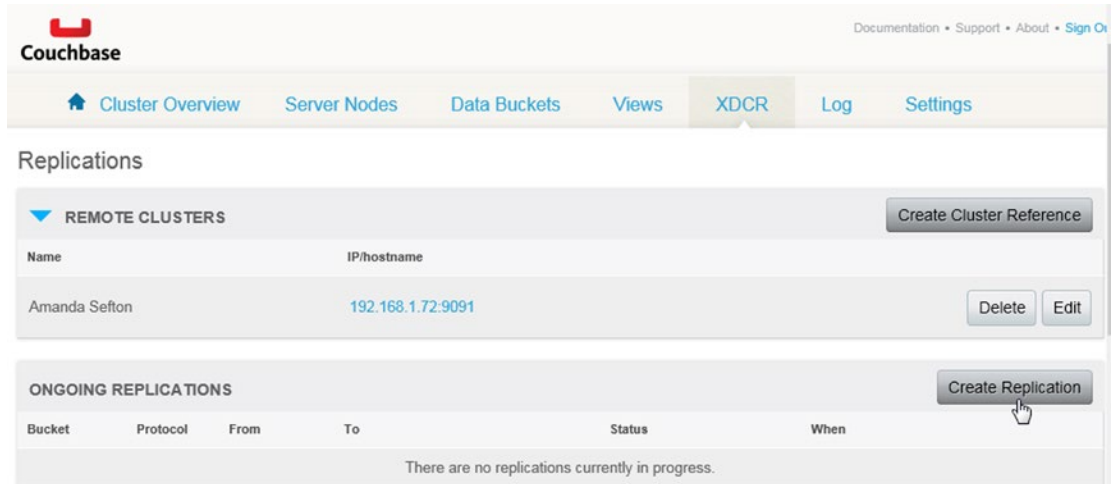 Documentation • Support • About • Sign Ou
Couchbase
Cluster Overview Server Nodes Data Buckets Views XDCR Log Settings
Replications
REMOTE CLUSTERS Create Cluster Reference
Name IP/hostname
Amanda Sefton 192.168.1.72:9091 Delete Edit
ONGOING REPLICATIONS Create Replication
Bucket Protocol From To Status When
There are no replications currently in progress.